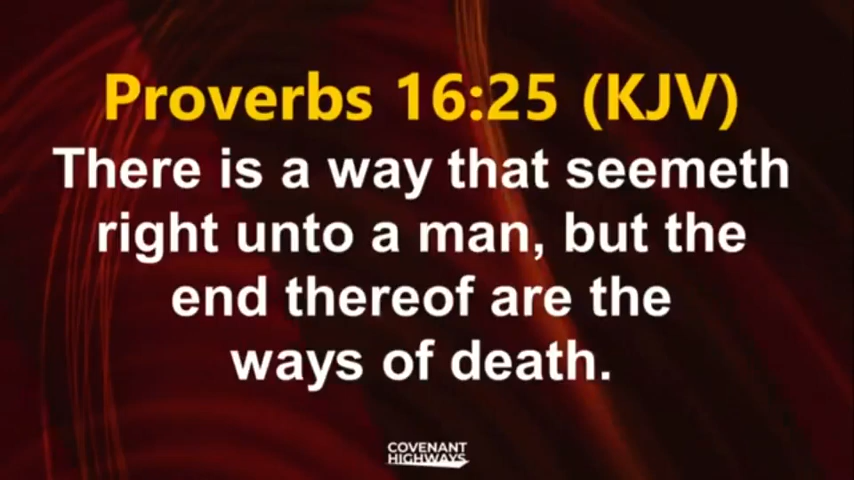 Proverbs 16:25 (KJV)
There is a way that seemeth
right unto a man, but the
end thereof are the
ways of death.
COVENANT
HIGHWAYS